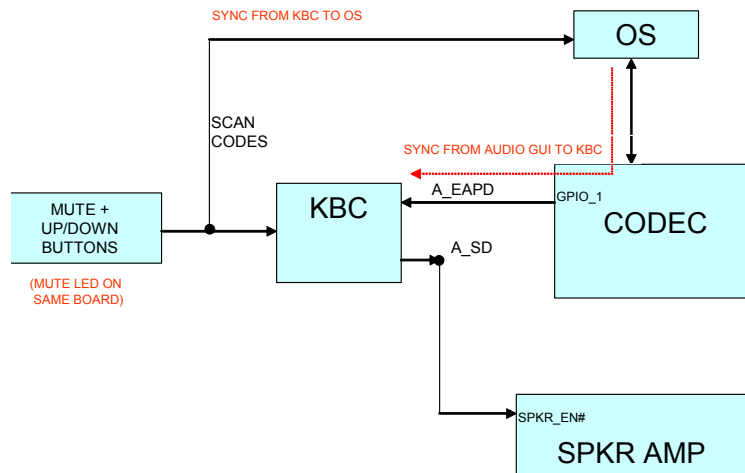 SYNC FROM KBC TO OS
OS
SCAN
CODES
SYNC FROM AUDIO GUI TO KBC
MUTE +
UP/DOWN
BUTTONS
KBC
A_EAPD
GPIO_1
CODEC
A_SD
(MUTE LED ON
SAME BOARD)
SPKR_EN#
SPKR AMP